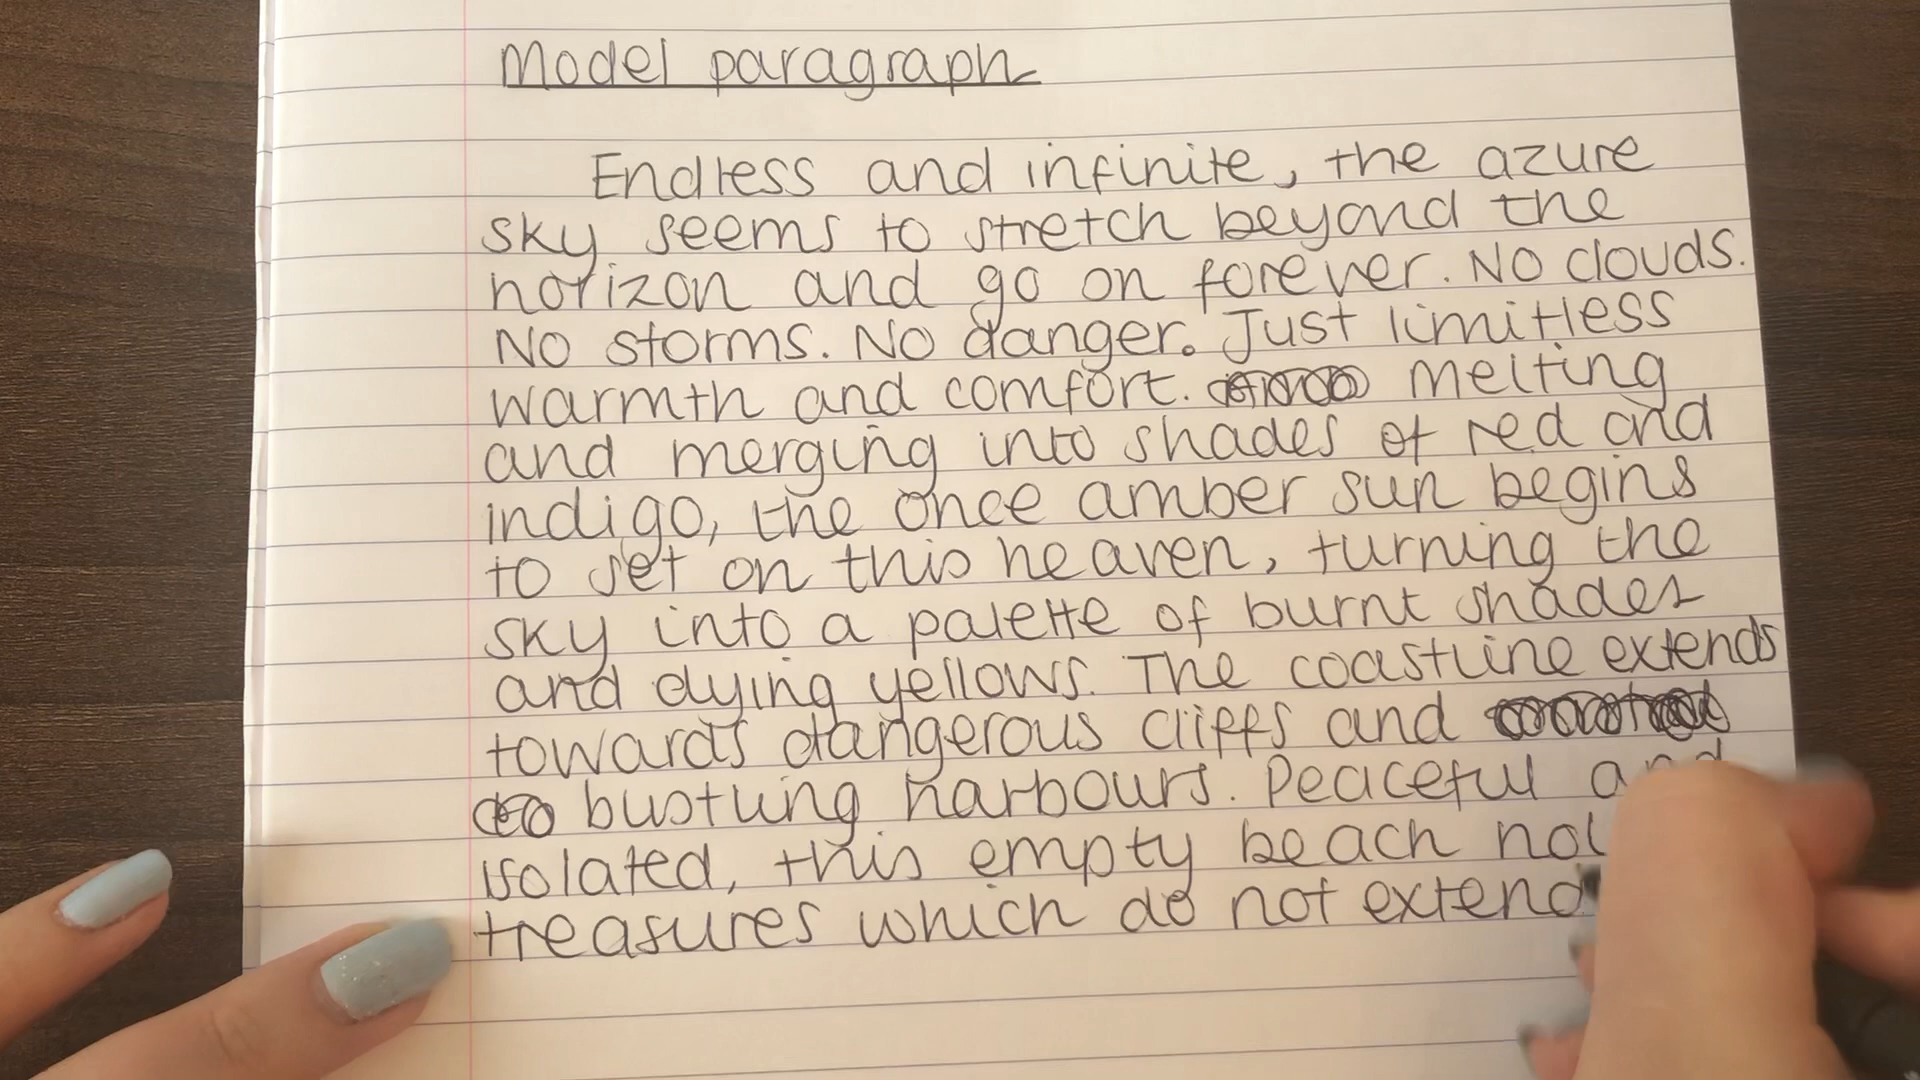 Model paragraph
Endless and infinite, the azure
sky seems to stretch beyond the
horizon and go on forever. No clouds.
No storms. No danger. Just limitless
warmth and comfort. Melting
and merging into shades of red and
indigo, the once amber sun begins
to set on this heaven, turning the
sky into a palette of burnt shades
and dying yellows. The coastline extends
towards dangerous cliffs and
bustling harbours. Peaceful and
isolated, this empty beach
treasures which do not extend